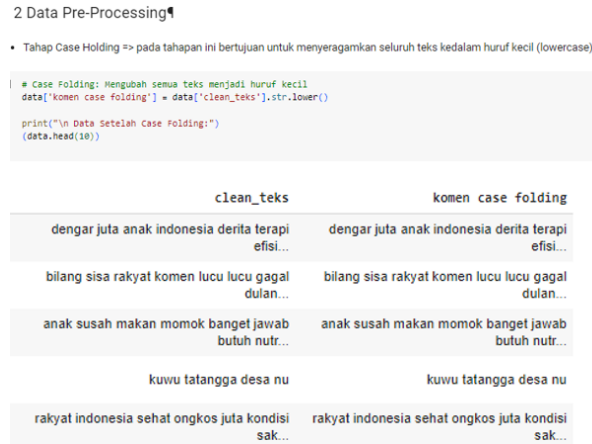 2 Data Pre-Processing¶
• Tahap Case Holding => pada tahapan ini bertujuan untuk menyeragamkan seluruh teks kedalam huruf kecil (lowercase)
# Case Folding: Mengubah semua teks menjadi huruf kecil
data['komen case folding'] = data['clean_teks'].str.lower()
print("\n Data Setelah Case Folding:")
(data.head(10))
clean_teks komen case folding
dengar juta anak indonesia derita terapi dengar juta anak indonesia derita terapi
efisi... efisi...
bilang sisa rakyat komen lucu lucu gagal bilang sisa rakyat komen lucu lucu gagal
dulan... dulan...
anak susah makan momok banget jawab anak susah makan momok banget jawab
butuh nutr... butuh nutr...
kuwu tatangga desa nu kuwu tatangga desa nu
rakyat indonesia sehat ongkos juta kondisi rakyat indonesia sehat ongkos juta kondisi
sak... sak...